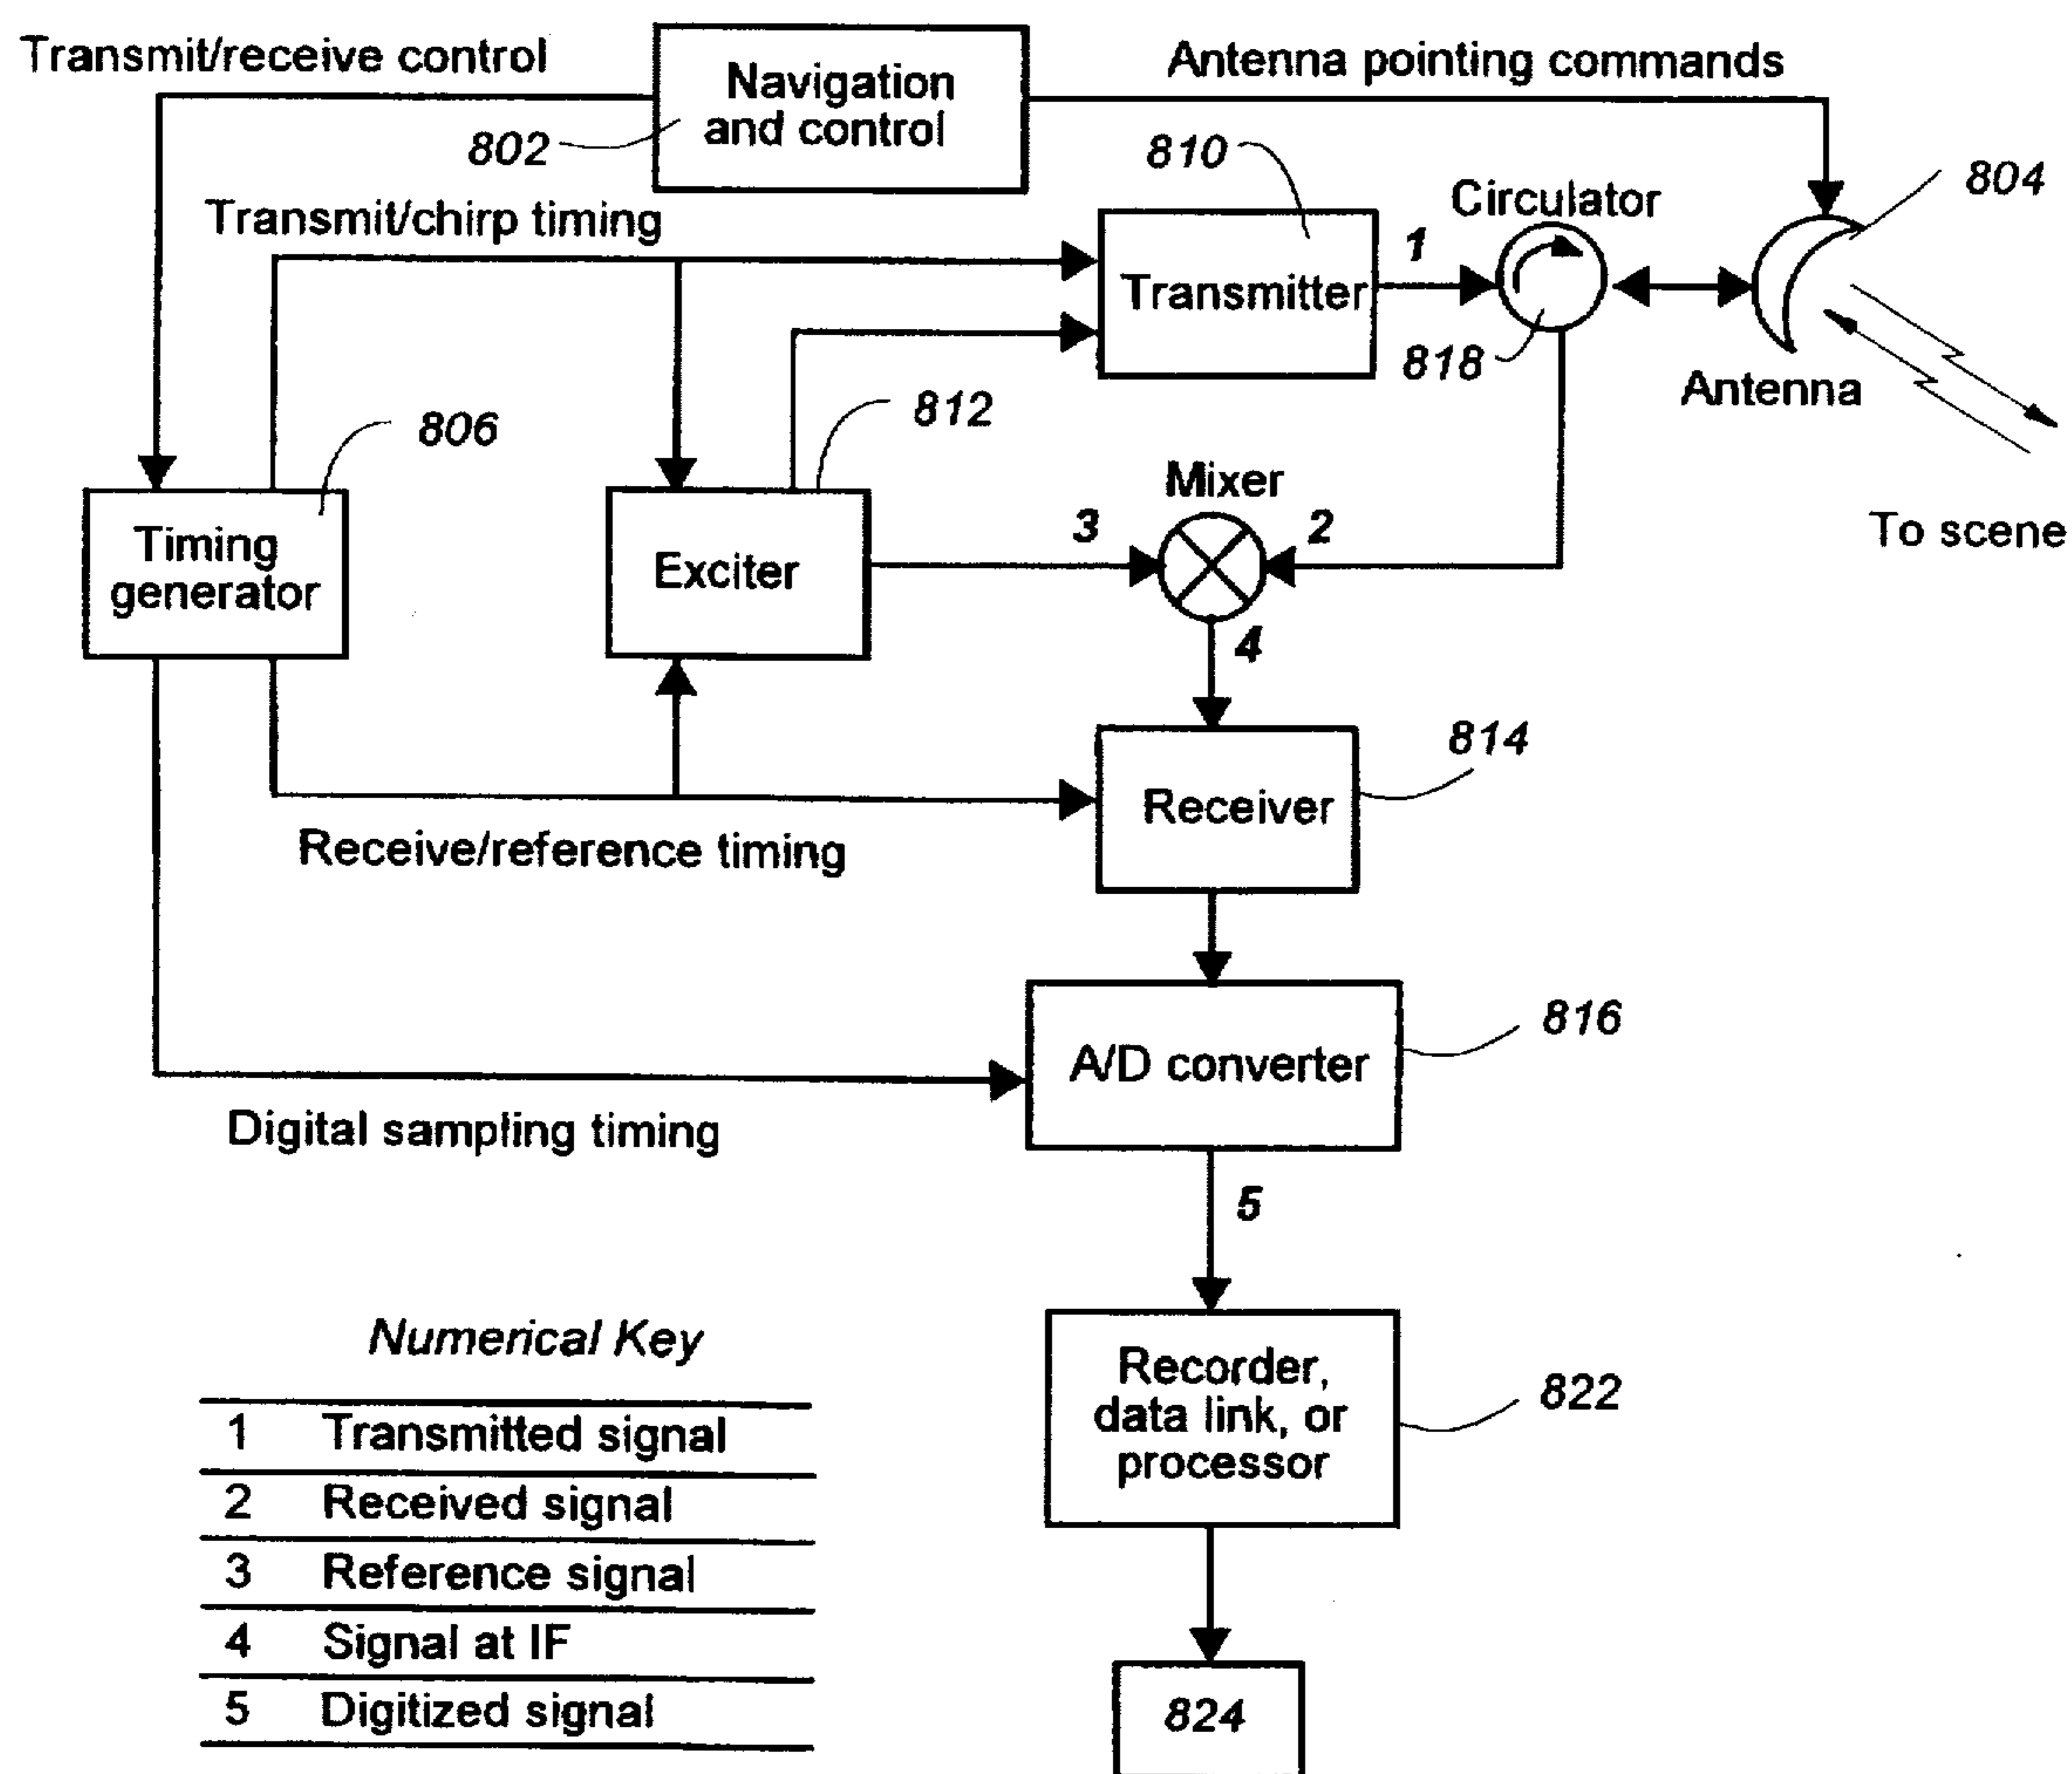 Transmit/receive control
Navigation
and control
Antenna pointing commands
802
810
804
Circulator
Transmit/chirp timing
1
Transmitter
818
Antenna
806
812
Mixer
To scene
Timing
generator
Exciter
3
2
4
814
Receiver
Receive/reference timing
816
A/D converter
Digital sampling timing
5
Recorder,
data link, or
processor
822
824
Numerical Key
1 Transmitted signal
2 Received signal
3 Reference signal
4 Signal at IF
5 Digitized signal